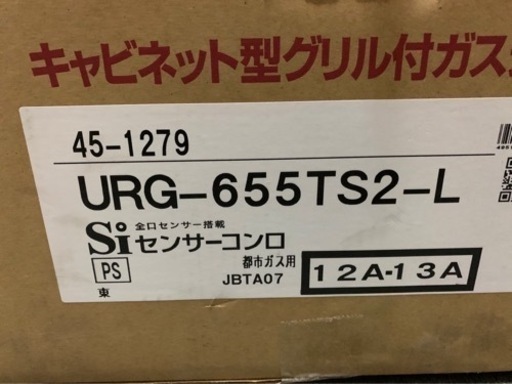 キャビネット型グリル付ガス
45-1279
URG-655TS2-L
Si 全口センサー搭載
センサーコンロ
PS
都市ガス用
12A-13A
東
JBTA07